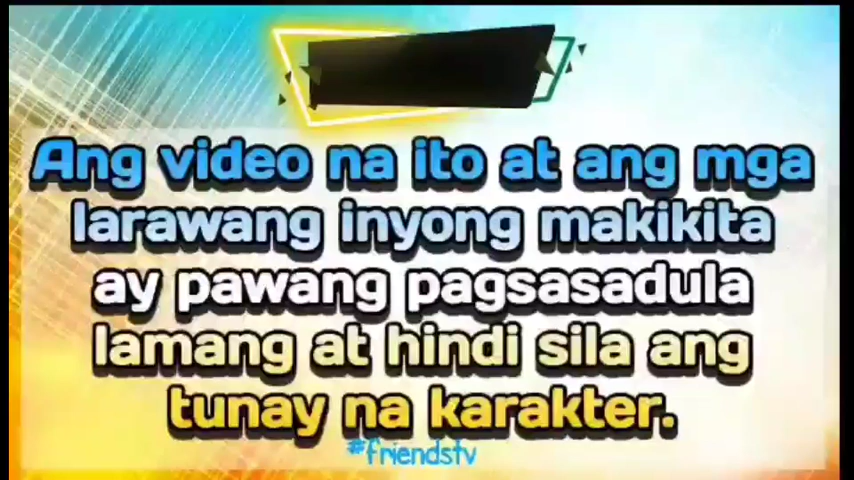 Ang video na ito at ang mga
larawang inyong makikita
ay pawang pagsasadula
lamang at hindi sila ang
tunay na karakter.
#friendstv